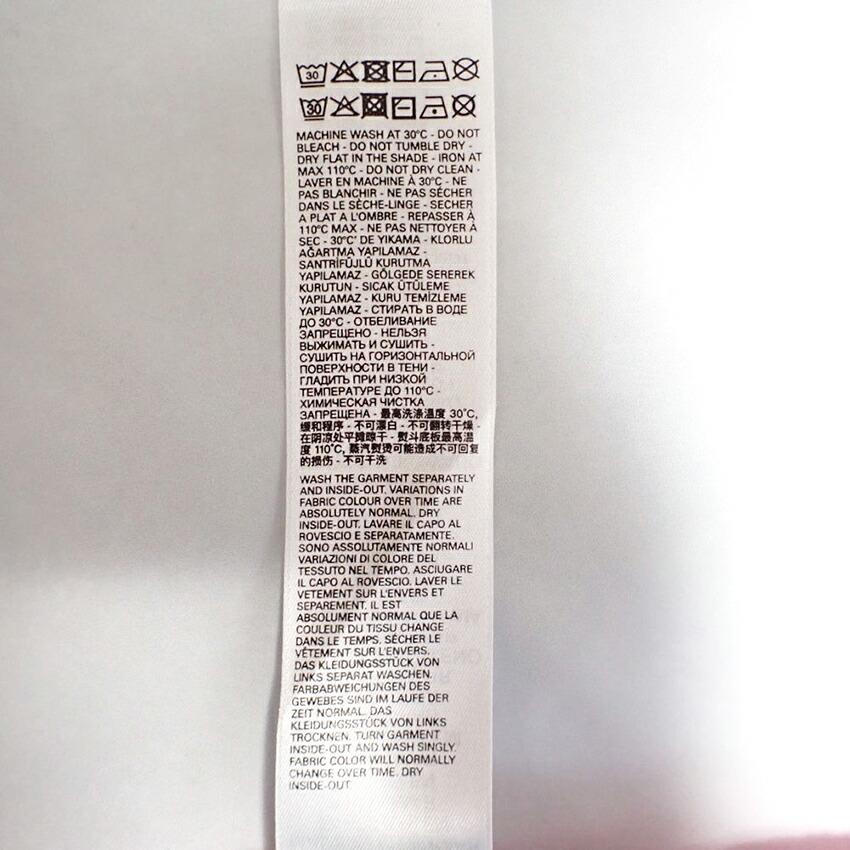 30
30
MACHINE WASH AT 30°C - DO NOT
BLEACH - DO NOT TUMBLE DRY -
DRY FLAT IN THE SHADE - IRON AT
MAX 110°C - DO NOT DRY CLEAN -
LAVER EN MACHINE À 30°C - NE
PAS BLANCHIR - NE PAS SÉCHER
DANS LE SÈCHE-LINGE - SECHER
A PLAT A L'OMBRE - REPASSER À
110°C MAX - NE PAS NETTOYER À
SEC - 30°C' DE YIKAMA - KLORLU
AĞARTMA YAPILAMAZ -
SANTRİFÜJLÜ KURUTMA
YAPILAMAZ - GÖLGEDE SEREREK
KURUTUN - SICAK ÜTÜLEME
YAPILAMAZ - KURU TEMİZLEME
YAPILAMAZ - СТИРАТЬ В ВОДЕ
ДО 30°C - ОТБЕЛИВАНИЕ
ЗАПРЕЩЕНО - НЕЛЬЗЯ
ВЫЖИМАТЬ И СУШИТЬ -
СУШИТЬ НА ГОРИЗОНТАЛЬНОЙ
ПОВЕРХНОСТИ В ТЕНИ -
ГЛАДИТЬ ПРИ НИЗКОЙ
ТЕМПЕРАТУРЕ ДО 110°C -
ХИМИЧЕСКАЯ ЧИСТКА
ЗАПРЕЩЕНА - 最高洗涤温度 30°C,
缓和程序 - 不可漂白 - 不可翻转干燥 -
在阴凉处平摊晾干 - 熨斗底板最高温
度 110°C, 蒸汽熨烫可能造成不可回复
的损伤 - 不可干洗
WASH THE GARMENT SEPARATELY
AND INSIDE-OUT. VARIATIONS IN
FABRIC COLOUR OVER TIME ARE
ABSOLUTELY NORMAL. DRY
INSIDE-OUT. LAVARE IL CAPO AL
ROVESCIO E SEPARATAMENTE.
SONO ASSOLUTAMENTE NORMALI
VARIAZIONI DI COLORE DEL
TESSUTO NEL TEMPO. ASCIUGARE
IL CAPO AL ROVESCIO. LAVER LE
VETEMENT SUR L'ENVERS ET
SEPAREMENT. IL EST
ABSOLUMENT NORMAL QUE LA
COULEUR DU TISSU CHANGE
DANS LE TEMPS. SÉCHER LE
VÊTEMENT SUR L'ENVERS.
DAS KLEIDUNGSSTÜCK VON
LINKS SEPARAT WASCHEN.
FARBABWEICHUNGEN DES
GEWEBES SIND IM LAUFE DER
ZEIT NORMAL. DAS
KLEIDUNGSSTÜCK VON LINKS
TROCKNEN. TURN GARMENT
INSIDE-OUT AND WASH SINGLY.
FABRIC COLOR WILL NORMALLY
CHANGE OVER TIME. DRY
INSIDE-OUT.